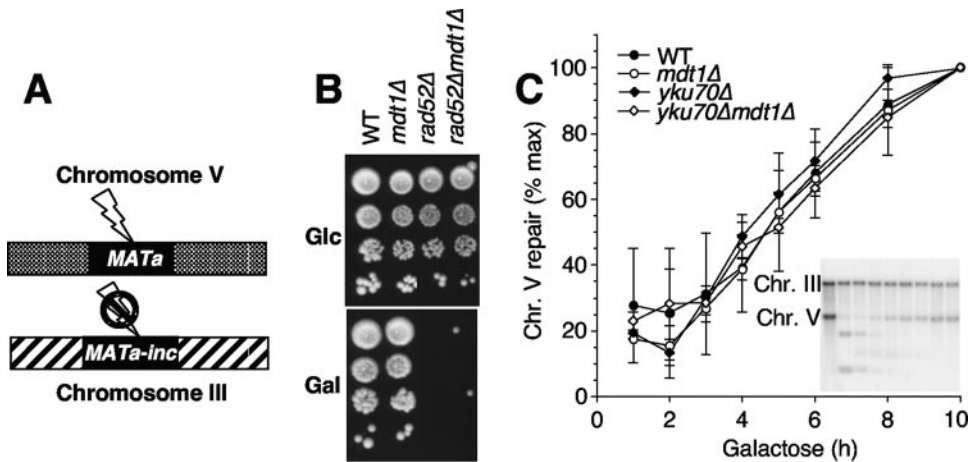 A
Chromosome V
MATa
MATa-inc
Chromosome III
B
WT
mdt1Δ
rad52Δ
rad52Δmdt1Δ
Glc
Gal
C
WT
mdt1Δ
yku70Δ
yku70Δmdt1Δ
Chr. V repair (% max)
100
80
60
40
20
0
Chr. III
Chr. V
0 2 4 6 8 10
Galactose (h)